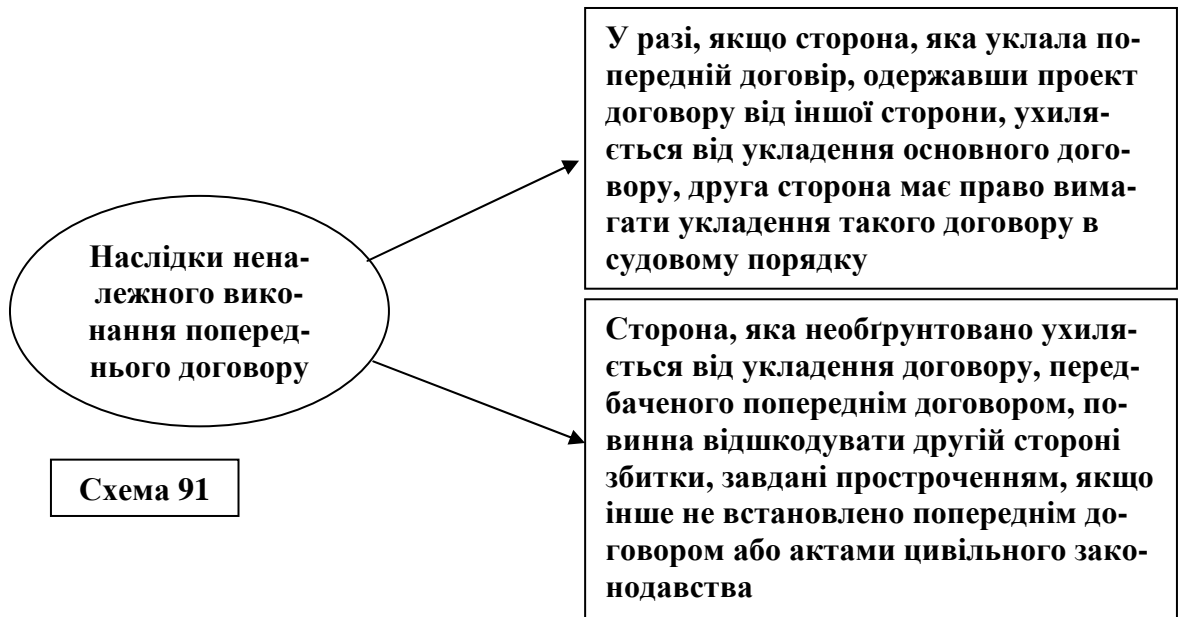 У разі, якщо сторона, яка уклала по-
передній договір, одержавши проект
договору від іншої сторони, ухиля-
ється від укладення основного дого-
вору, друга сторона має право вима-
гати укладення такого договору в
судовому порядку
Наслідки нена-
лежного вико-
нання поперед-
нього договору
Сторона, яка необґрунтовано ухиля-
ється від укладення договору, перед-
баченого попереднім договором, по-
винна відшкодувати другій стороні
збитки, завдані простроченням, якщо
інше не встановлено попереднім до-
говором або актами цивільного зако-
нодавства
Схема 91